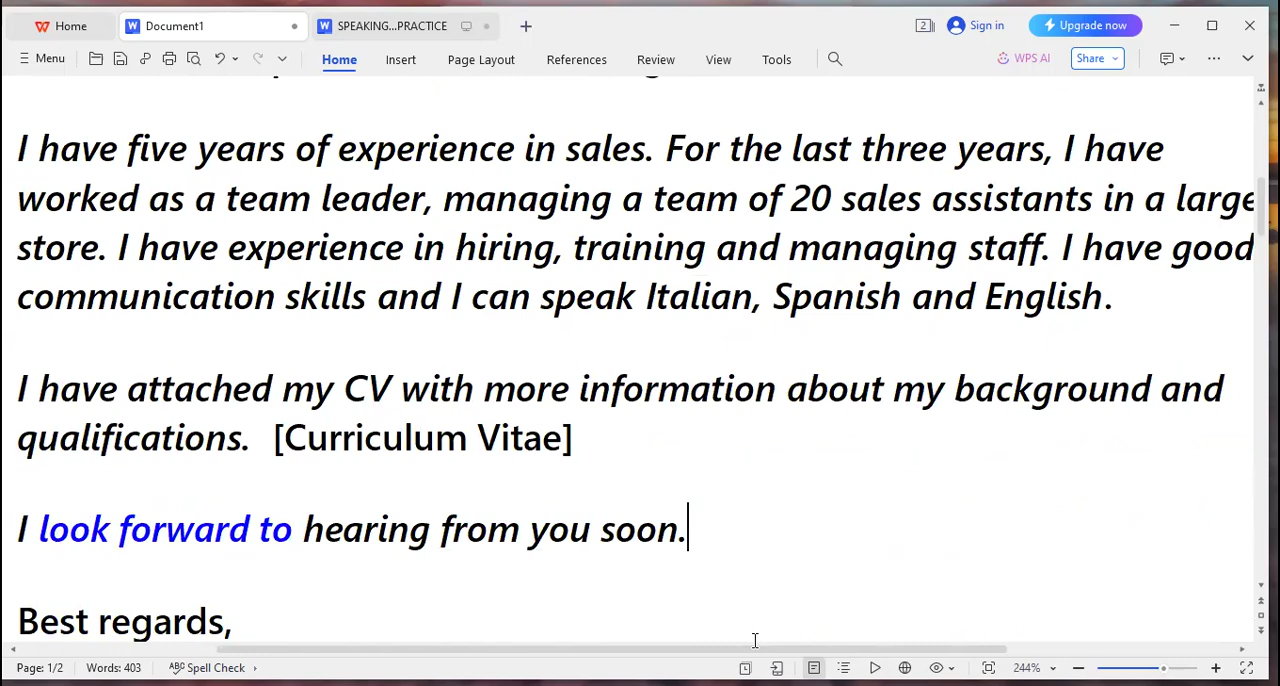 Home
Document1
SPEAKING...PRACTICE
2
Sign in
Upgrade now
Menu
Home
Insert
Page Layout
References
Review
View
Tools
WPS AI
Share
I have five years of experience in sales. For the last three years, I have
worked as a team leader, managing a team of 20 sales assistants in a large
store. I have experience in hiring, training and managing staff. I have good
communication skills and I can speak Italian, Spanish and English.
I have attached my CV with more information about my background and
qualifications. [Curriculum Vitae]
I look forward to hearing from you soon.
Best regards,
Page: 1/2
Words: 403
Spell Check
244%